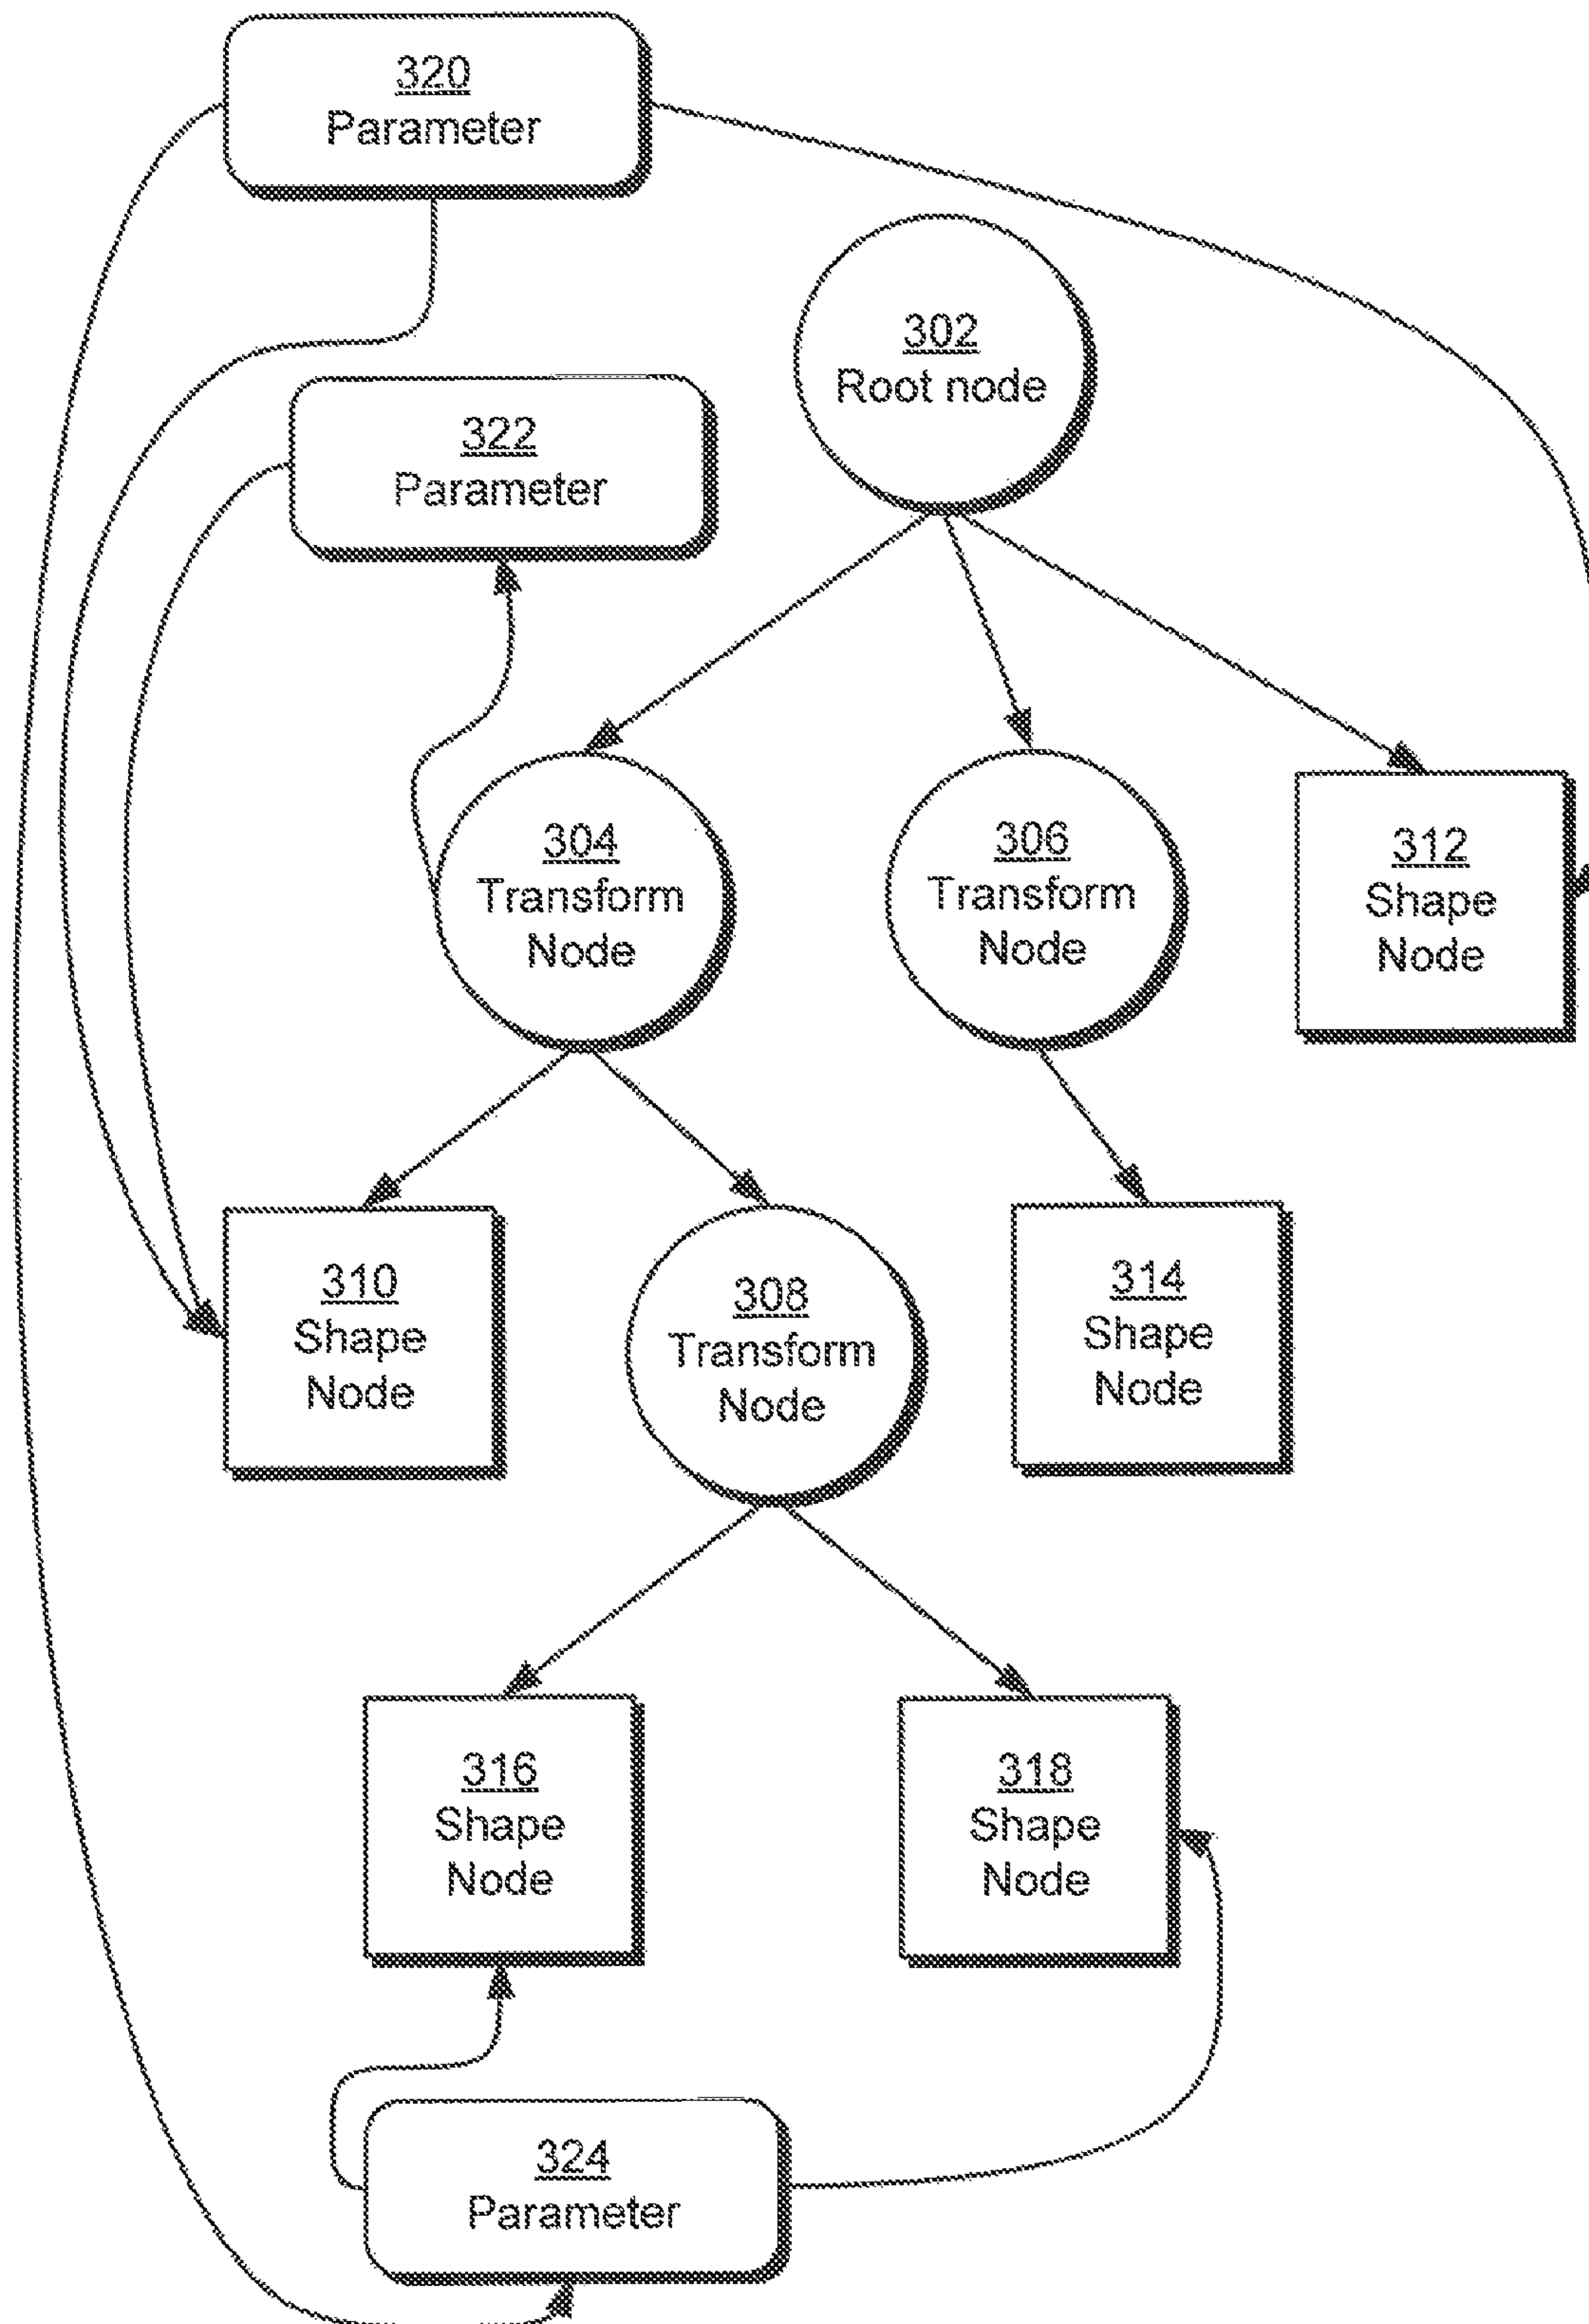 320
Parameter
302
Root node
322
Parameter
304
Transform
Node
306
Transform
Node
312
Shape
Node
310
Shape
Node
308
Transform
Node
314
Shape
Node
316
Shape
Node
318
Shape
Node
324
Parameter